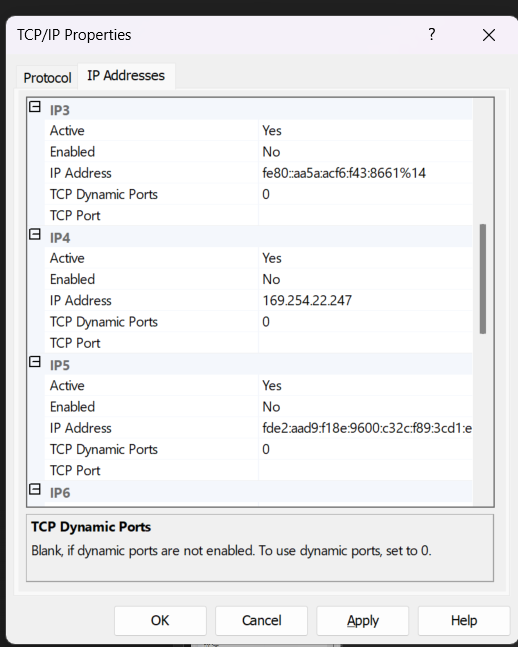 TCP/IP Properties ?
Protocol IP Addresses
IP3
Active Yes
Enabled No
IP Address fe80::aa5a:acf6:f43:8661%14
TCP Dynamic Ports 0
TCP Port
IP4
Active Yes
Enabled No
IP Address 169.254.22.247
TCP Dynamic Ports 0
TCP Port
IP5
Active Yes
Enabled No
IP Address fde2:aad9:f18e:9600:c32c:f89:3cd1:e
TCP Dynamic Ports 0
TCP Port
IP6
TCP Dynamic Ports
Blank, if dynamic ports are not enabled. To use dynamic ports, set to 0.
OK Cancel Apply Help